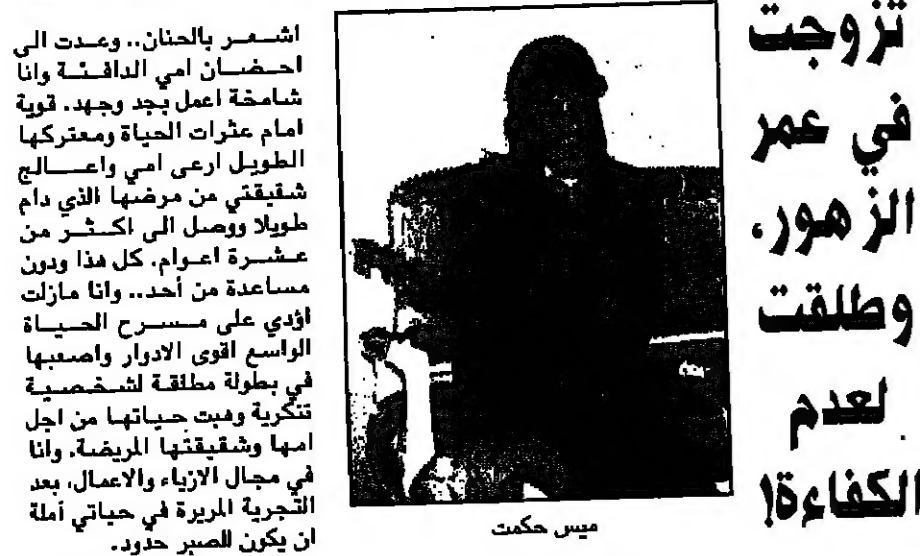 تزوجت
في عمر
الزهور،
وطلقت
لعدم
الكفاءة!
ميس حكمت
اشعر بالحنان.. وعدت الى
احضان امي الدافئة وانا
شامخة اعمل بجد وجهد. قوية
امام عثرات الحياة ومعتركها
الطويل ارعى امي واعالج
شقيقتي من مرضها الذي دام
طويلا ووصل الى اكثر من
عشرة اعوام. كل هذا ودون
مساعدة من أحد.. وانا مازلت
اؤدي على مسرح الحياة
الواسع اقوى الادوار واصعبها
في بطولة مطلقة لشخصية
تنكرية وهبت حياتها من اجل
امها وشقيقتها المريضة. وانا
في مجال الازياء والاعمال، بعد
التجربة المريرة في حياتي أملة
ان يكون للصبر حدود.